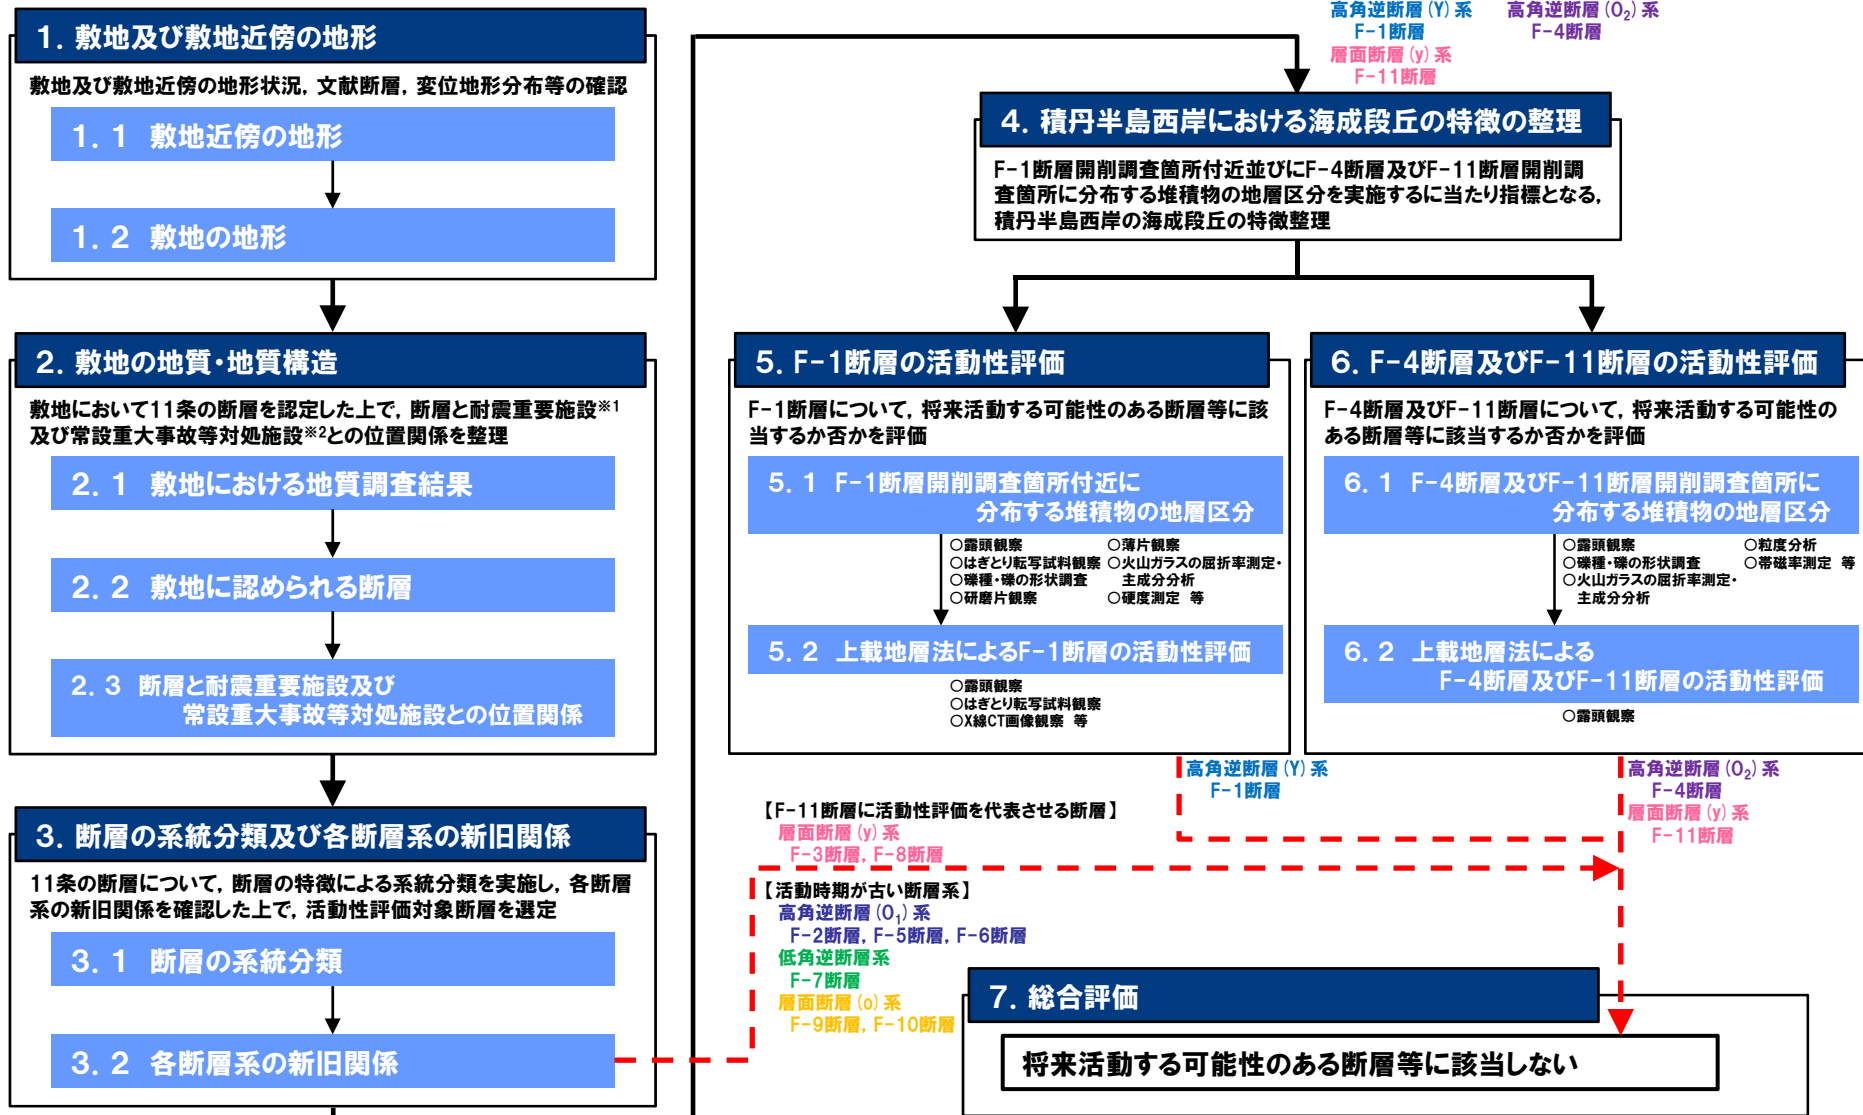 1. 敷地及び敷地近傍の地形
敷地及び敷地近傍の地形状況, 文献断層, 変位地形分布等の確認
1. 1 敷地近傍の地形
1. 2 敷地の地形
2. 敷地の地質・地質構造
敷地において11条の断層を認定した上で, 断層と耐震重要施設※1
及び常設重大事故等対処施設※2との位置関係を整理
2. 1 敷地における地質調査結果
2. 2 敷地に認められる断層
2. 3 断層と耐震重要施設及び
常設重大事故等対処施設との位置関係
3. 断層の系統分類及び各断層系の新旧関係
11条の断層について, 断層の特徴による系統分類を実施し, 各断層
系の新旧関係を確認した上で, 活動性評価対象断層を選定
3. 1 断層の系統分類
3. 2 各断層系の新旧関係
高角逆断層(Y)系 高角逆断層(O₂)系
F-1断層 F-4断層
層面断層(y)系
F-11断層
4. 積丹半島西岸における海成段丘の特徴の整理
F-1断層開削調査箇所付近並びにF-4断層及びF-11断層開削調
査箇所に分布する堆積物の地層区分を実施するに当たり指標となる,
積丹半島西岸の海成段丘の特徴整理
5. F-1断層の活動性評価
F-1断層について, 将来活動する可能性のある断層等に該
当するか否かを評価
5. 1 F-1断層開削調査箇所付近に
分布する堆積物の地層区分
○露頭観察 ○薄片観察
○はぎとり転写試料観察 ○火山ガラスの屈折率測定・
○礫種・礫の形状調査 主成分分析
○研磨片観察 ○硬度測定 等
5. 2 上載地層法によるF-1断層の活動性評価
○露頭観察
○はぎとり転写試料観察
○X線CT画像観察 等
6. F-4断層及びF-11断層の活動性評価
F-4断層及びF-11断層について, 将来活動する可能性の
ある断層等に該当するか否かを評価
6. 1 F-4断層及びF-11断層開削調査箇所に
分布する堆積物の地層区分
○露頭観察 ○粒度分析
○礫種・礫の形状調査 ○帯磁率測定 等
○火山ガラスの屈折率測定・
主成分分析
6. 2 上載地層法による
F-4断層及びF-11断層の活動性評価
○露頭観察
高角逆断層(Y)系
F-1断層
高角逆断層(O₂)系
F-4断層
層面断層(y)系
F-11断層
【F-11断層に活動性評価を代表させる断層】
層面断層(y)系
F-3断層, F-8断層
【活動時期が古い断層系】
高角逆断層(O₁)系
F-2断層, F-5断層, F-6断層
低角逆断層系
F-7断層
層面断層(o)系
F-9断層, F-10断層
7. 総合評価
将来活動する可能性のある断層等に該当しない